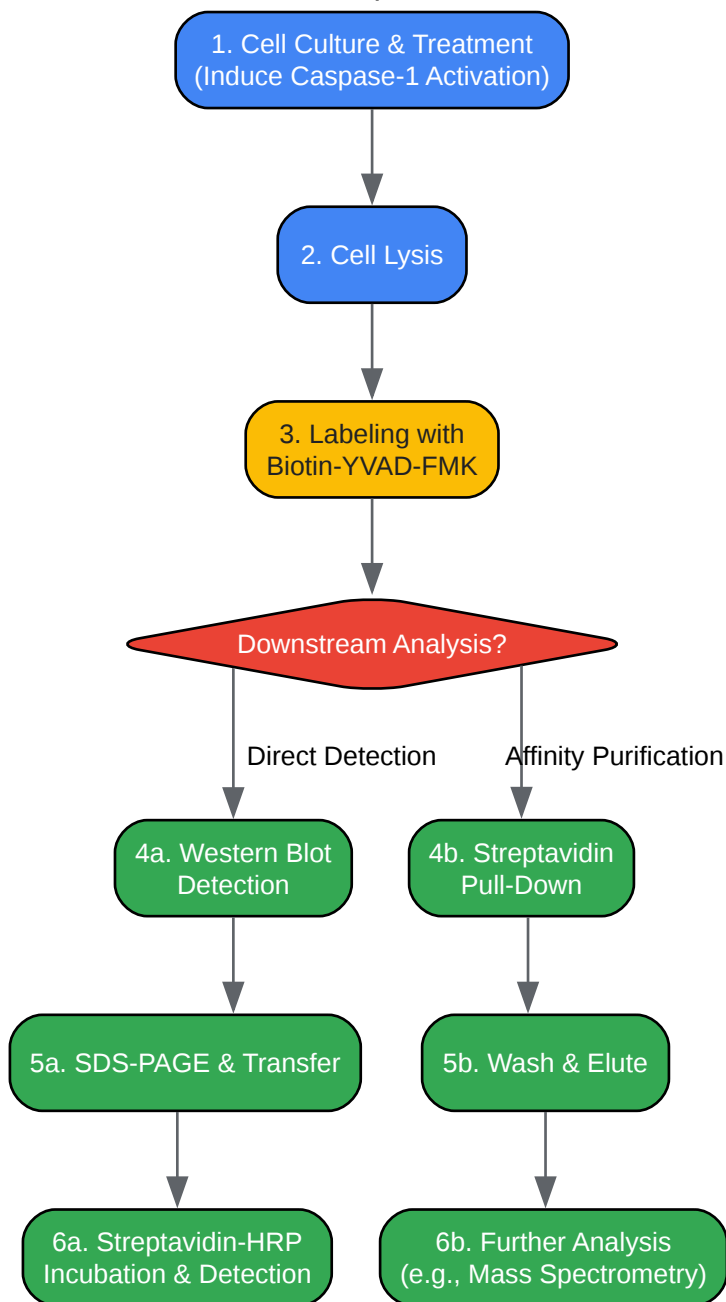 1. Cell Culture & Treatment
(Induce Caspase-1 Activation)
2. Cell Lysis
3. Labeling with
Biotin-YVAD-FMK
Downstream Analysis?
Direct Detection
Affinity Purification
4a. Western Blot
Detection
4b. Streptavidin
Pull-Down
5a. SDS-PAGE & Transfer
5b. Wash & Elute
6a. Streptavidin-HRP
Incubation & Detection
6b. Further Analysis
(e.g., Mass Spectrometry)